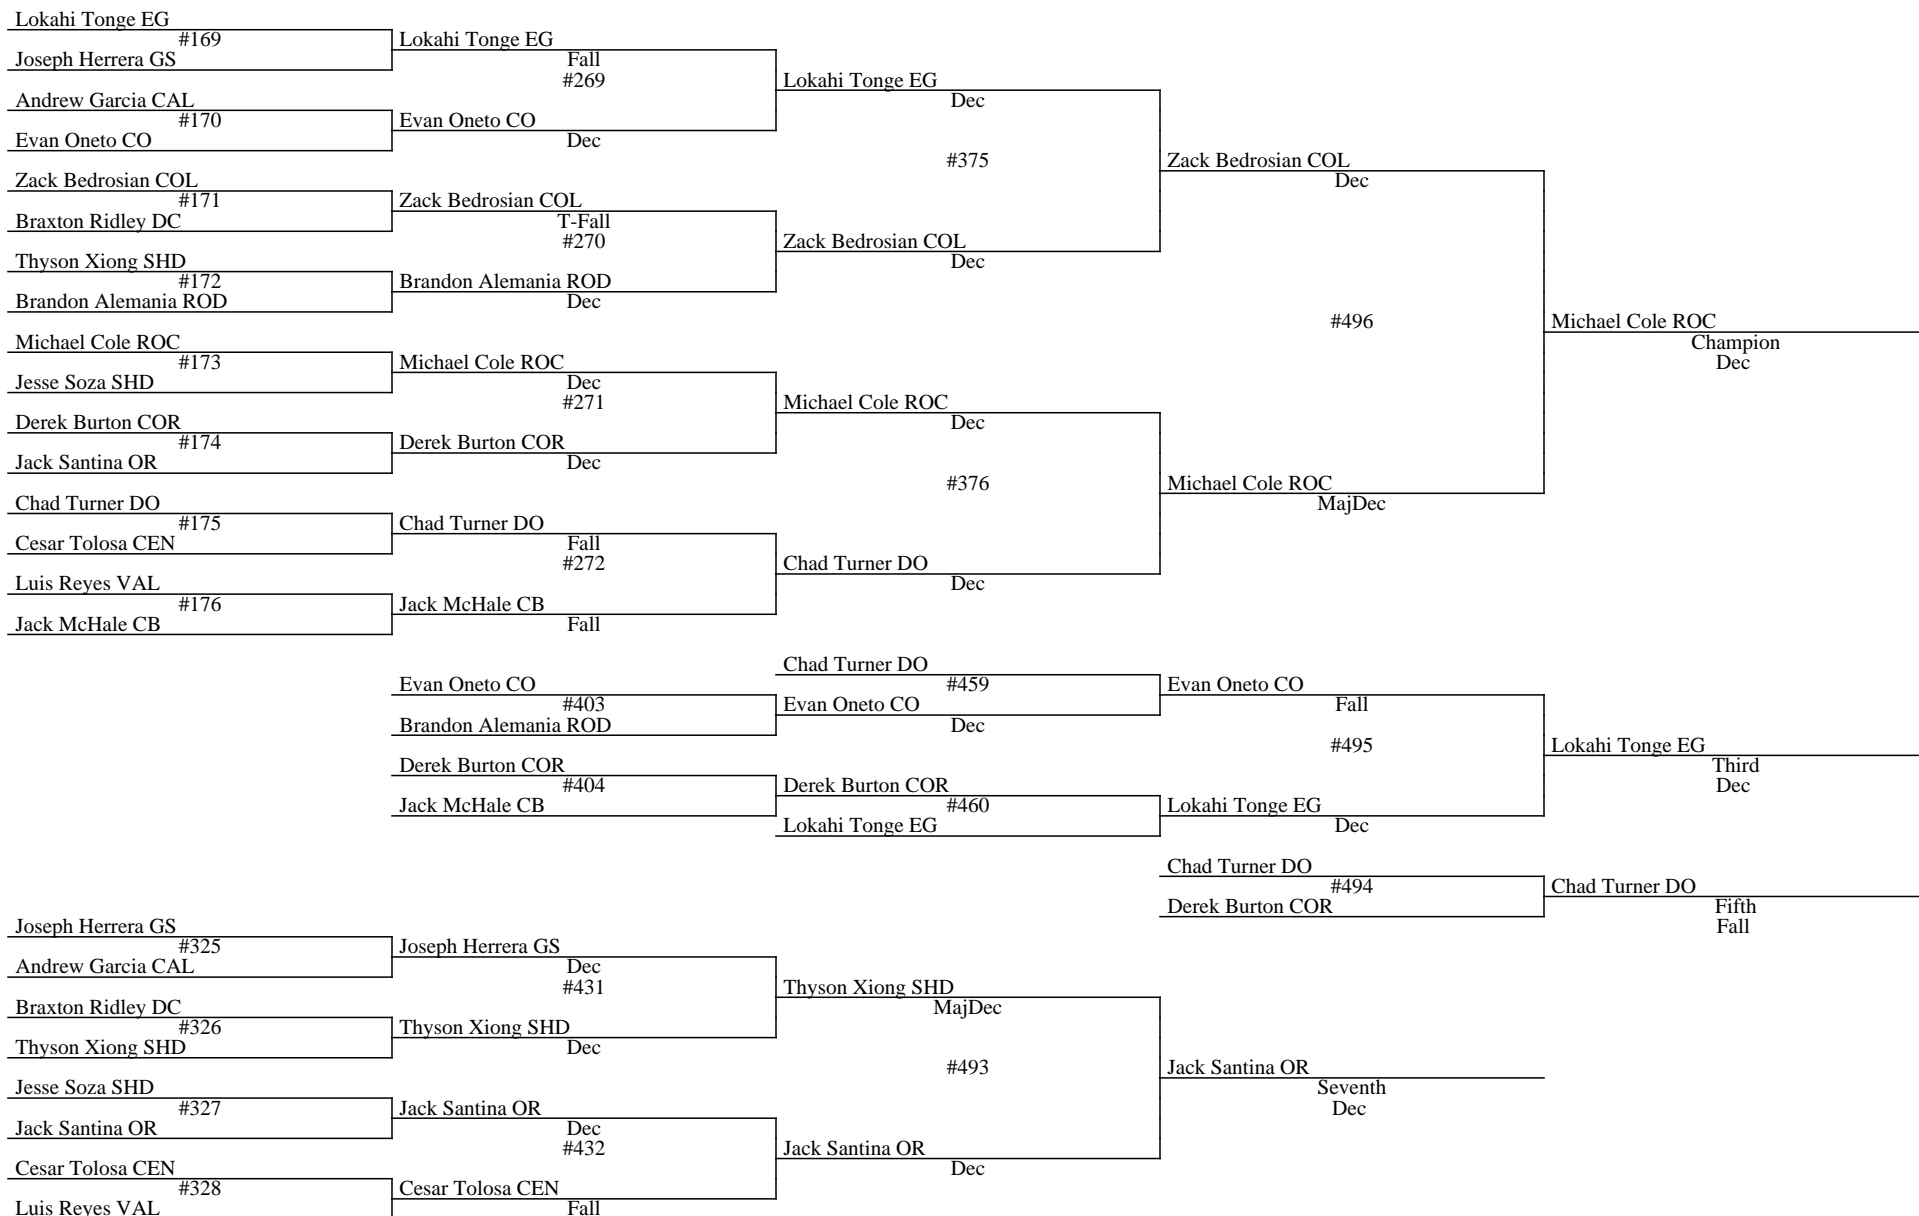 Lokahi Tonge EG
#169
Joseph Herrera GS
Lokahi Tonge EG
Fall
#269
Andrew Garcia CAL
#170
Evan Oneto CO
Evan Oneto CO
Dec
Lokahi Tonge EG
Dec
#375
Zack Bedrosian COL
#171
Braxton Ridley DC
Zack Bedrosian COL
T-Fall
#270
Thyson Xiong SHD
#172
Brandon Alemania ROD
Brandon Alemania ROD
Dec
Zack Bedrosian COL
Dec
Zack Bedrosian COL
Dec
#496
Michael Cole ROC
#173
Jesse Soza SHD
Michael Cole ROC
Dec
#271
Derek Burton COR
#174
Jack Santina OR
Derek Burton COR
Dec
Michael Cole ROC
Dec
#376
Chad Turner DO
#175
Cesar Tolosa CEN
Chad Turner DO
Fall
#272
Luis Reyes VAL
#176
Jack McHale CB
Jack McHale CB
Fall
Chad Turner DO
Dec
Michael Cole ROC
MajDec
Michael Cole ROC
Champion
Dec
Evan Oneto CO
#403
Brandon Alemania ROD
Chad Turner DO
#459
Evan Oneto CO
Dec
Evan Oneto CO
Fall
#495
Derek Burton COR
#404
Jack McHale CB
Derek Burton COR
#460
Lokahi Tonge EG
Lokahi Tonge EG
Dec
Lokahi Tonge EG
Third
Dec
Chad Turner DO
#494
Derek Burton COR
Chad Turner DO
Fifth
Fall
Joseph Herrera GS
#325
Andrew Garcia CAL
Joseph Herrera GS
Dec
#431
Braxton Ridley DC
#326
Thyson Xiong SHD
Thyson Xiong SHD
Dec
Thyson Xiong SHD
MajDec
#493
Jesse Soza SHD
#327
Jack Santina OR
Jack Santina OR
Dec
#432
Cesar Tolosa CEN
#328
Luis Reyes VAL
Cesar Tolosa CEN
Fall
Jack Santina OR
Dec
Jack Santina OR
Seventh
Dec